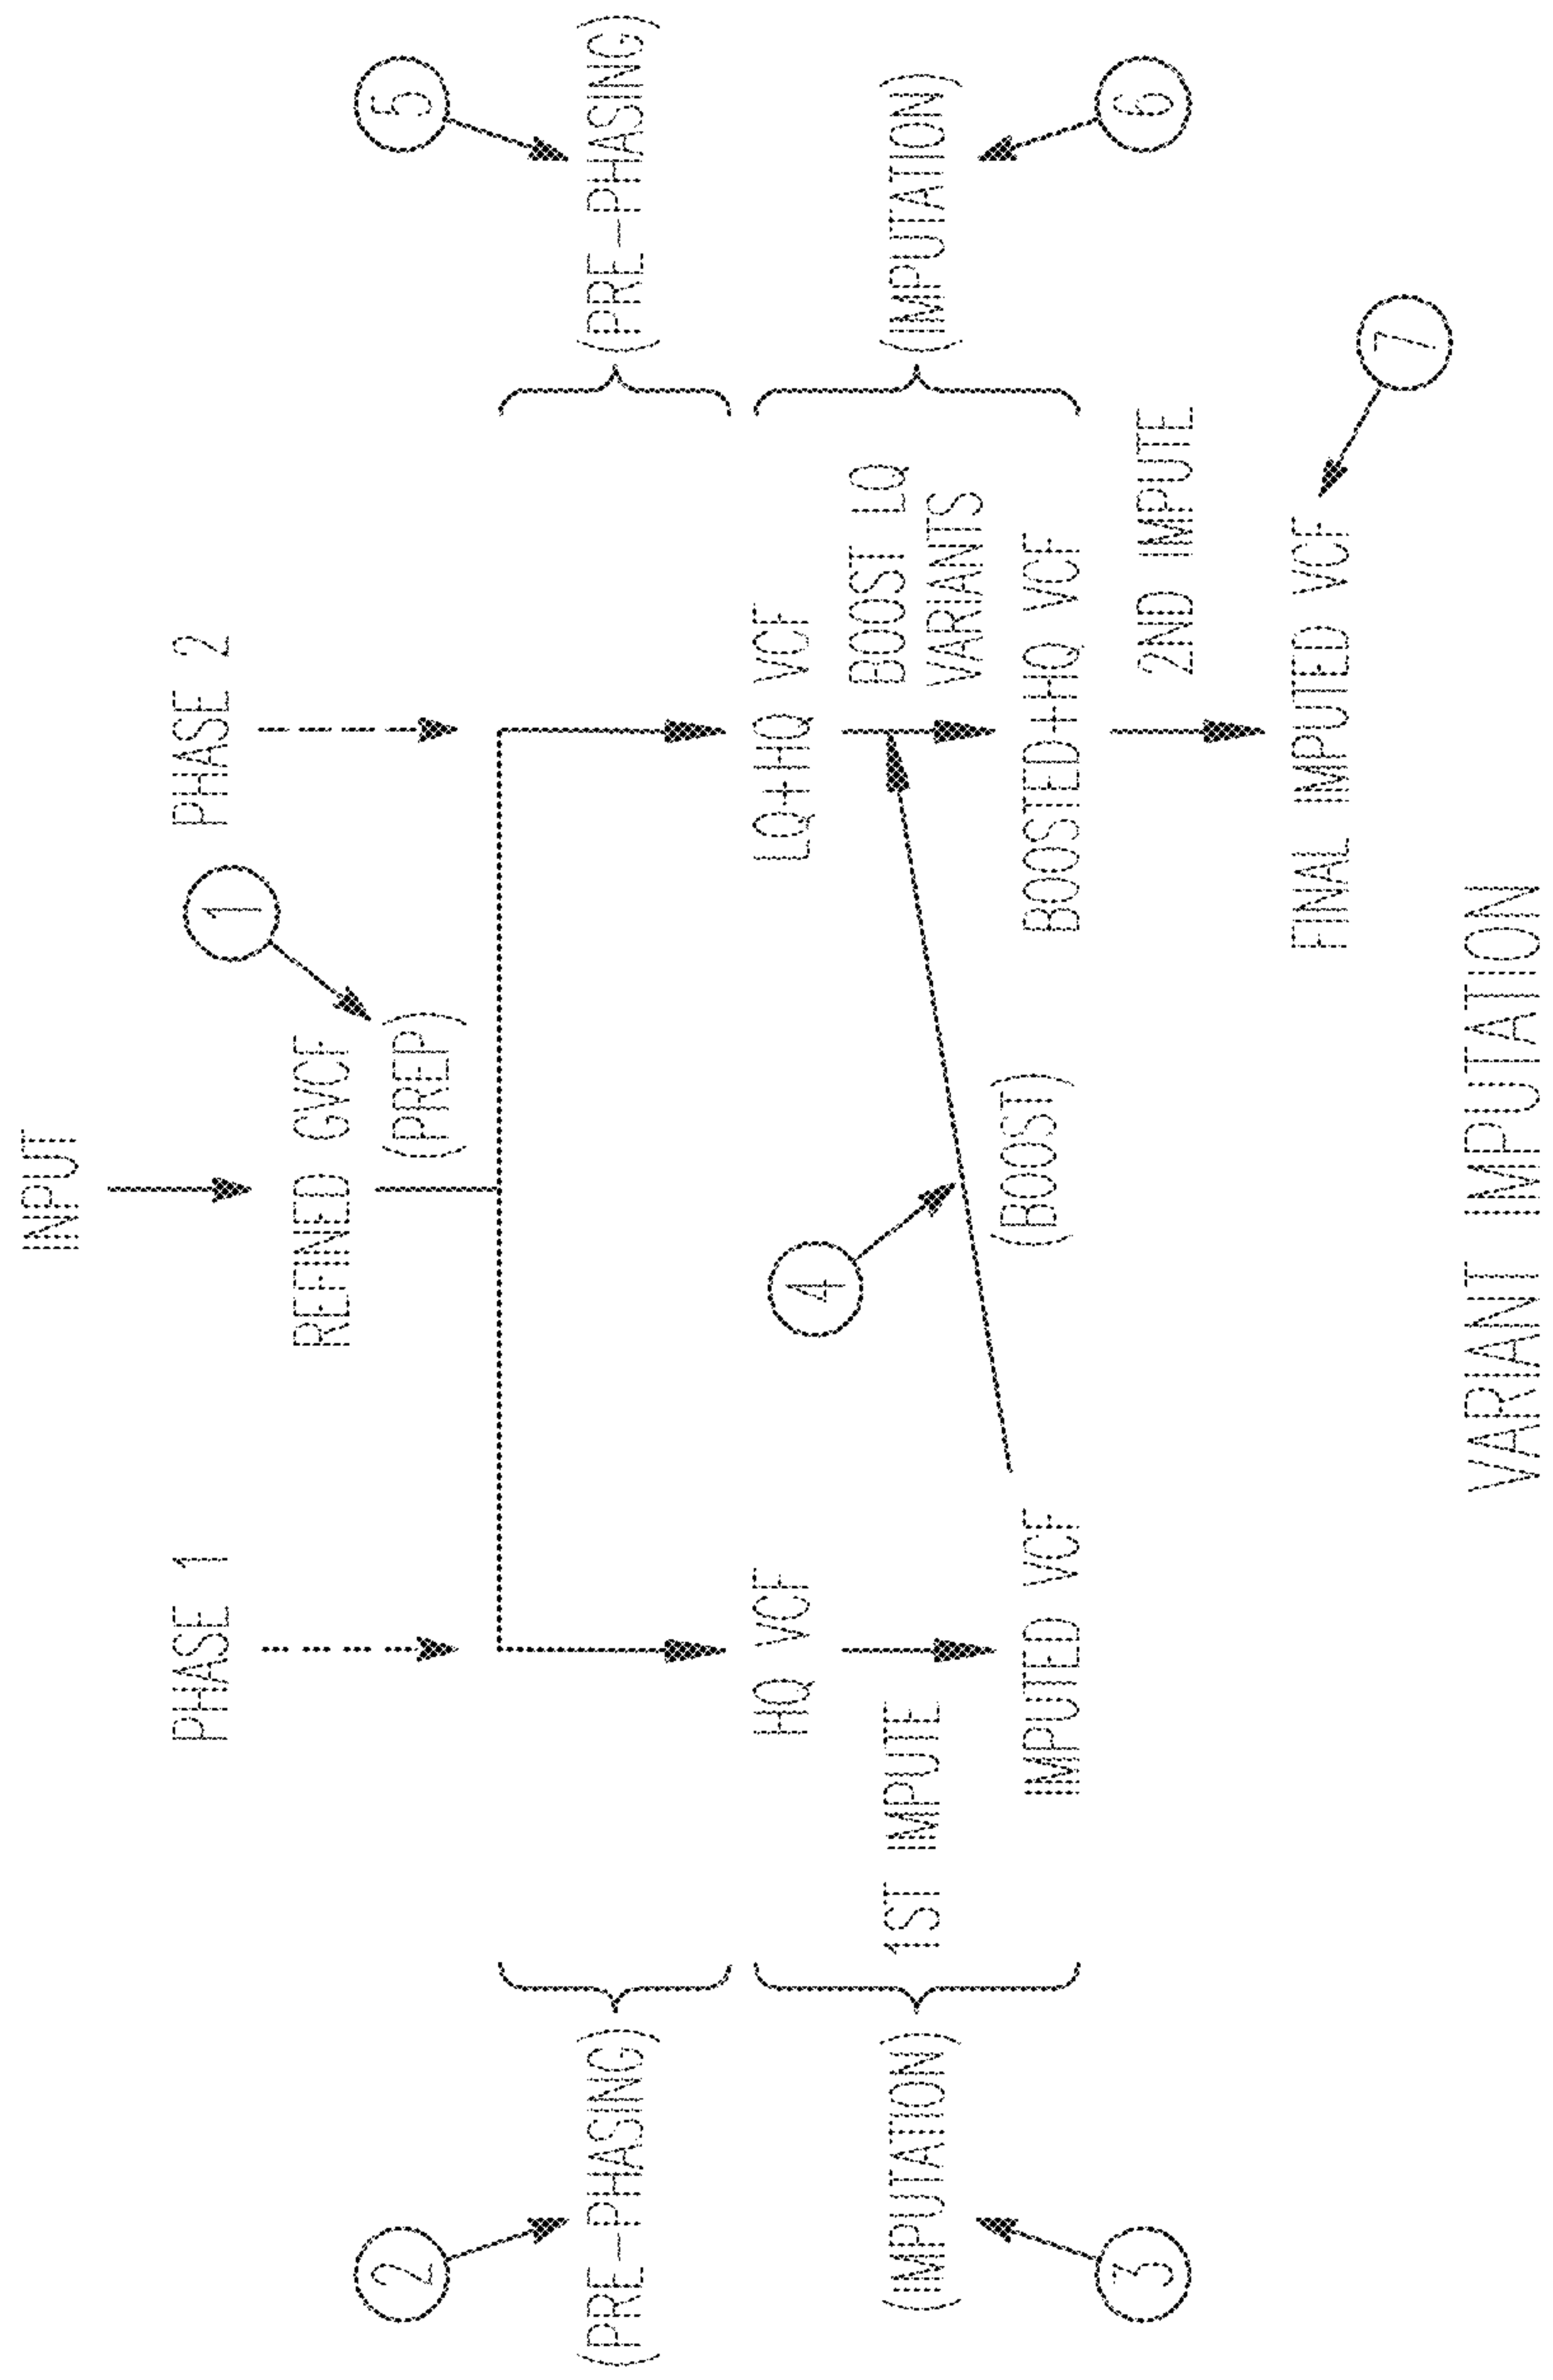 INPUT
PHASE 1
PHASE 2
1
REFINED GVCF
(PREP)
2
(PRE-PHASING)
(PRE-PHASING)
5
HQ VCF
LQ+HQ VCF
4
1ST IMPUTE
(IMPUTATION)
BOOST LQ
VARIANTS
(IMPUTATION)
(BOOST)
IMPUTED VCF
BOOSTED+HQ VCF
3
6
2ND IMPUTE
FINAL IMPUTED VCF
7
VARIANT IMPUTATION